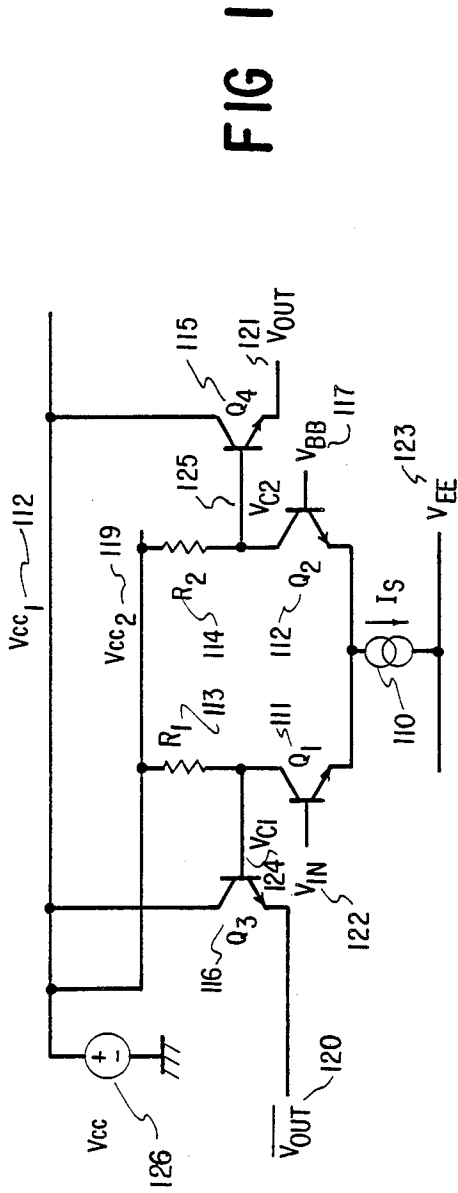 FIG 1
Vcc1 112
Vcc2 119
Vcc
126
R1
113
R2
114
125
115
Q4
121
VOUT
VC2
VBB
117
Q3
116
VC1
124
VIN
122
Q1
111
Q2
112
IS
110
VEE
123
VOUT
120